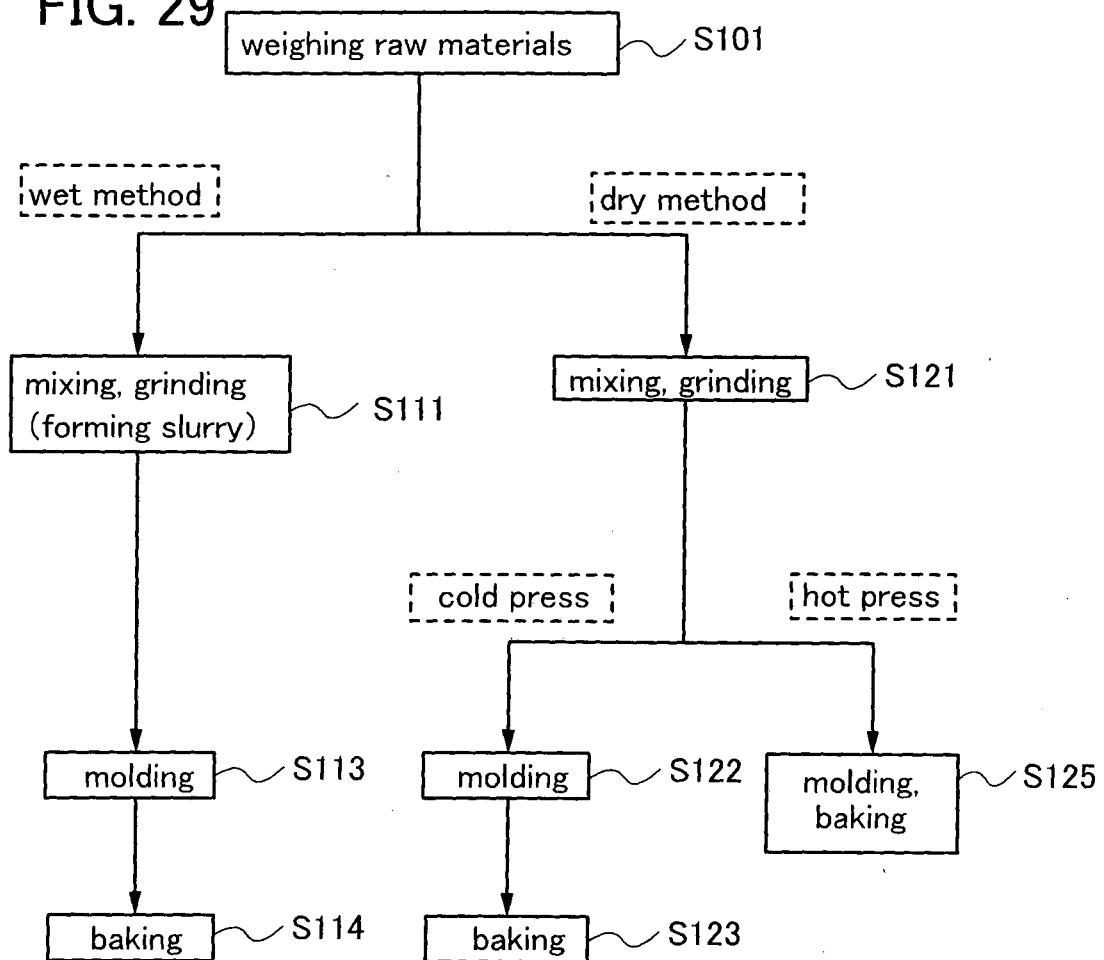 FIG. 29
weighing raw materials
S101
wet method
dry method
mixing, grinding
(forming slurry)
S111
mixing, grinding
S121
cold press
hot press
molding
S113
molding
S122
molding,
baking
S125
baking
S114
baking
S123